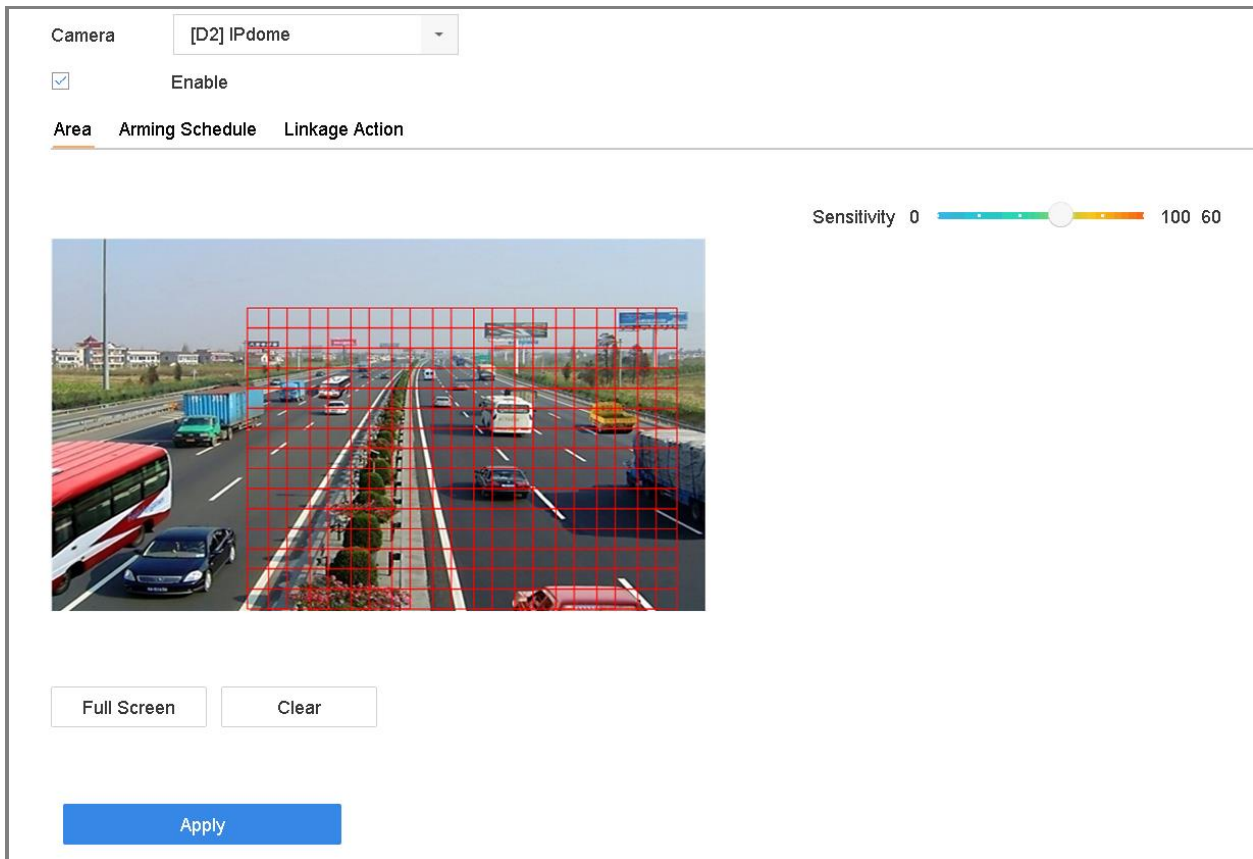 Camera [D2] IPdome
Enable
Area Arming Schedule Linkage Action
Sensitivity 0 100 60
Full Screen Clear
Apply